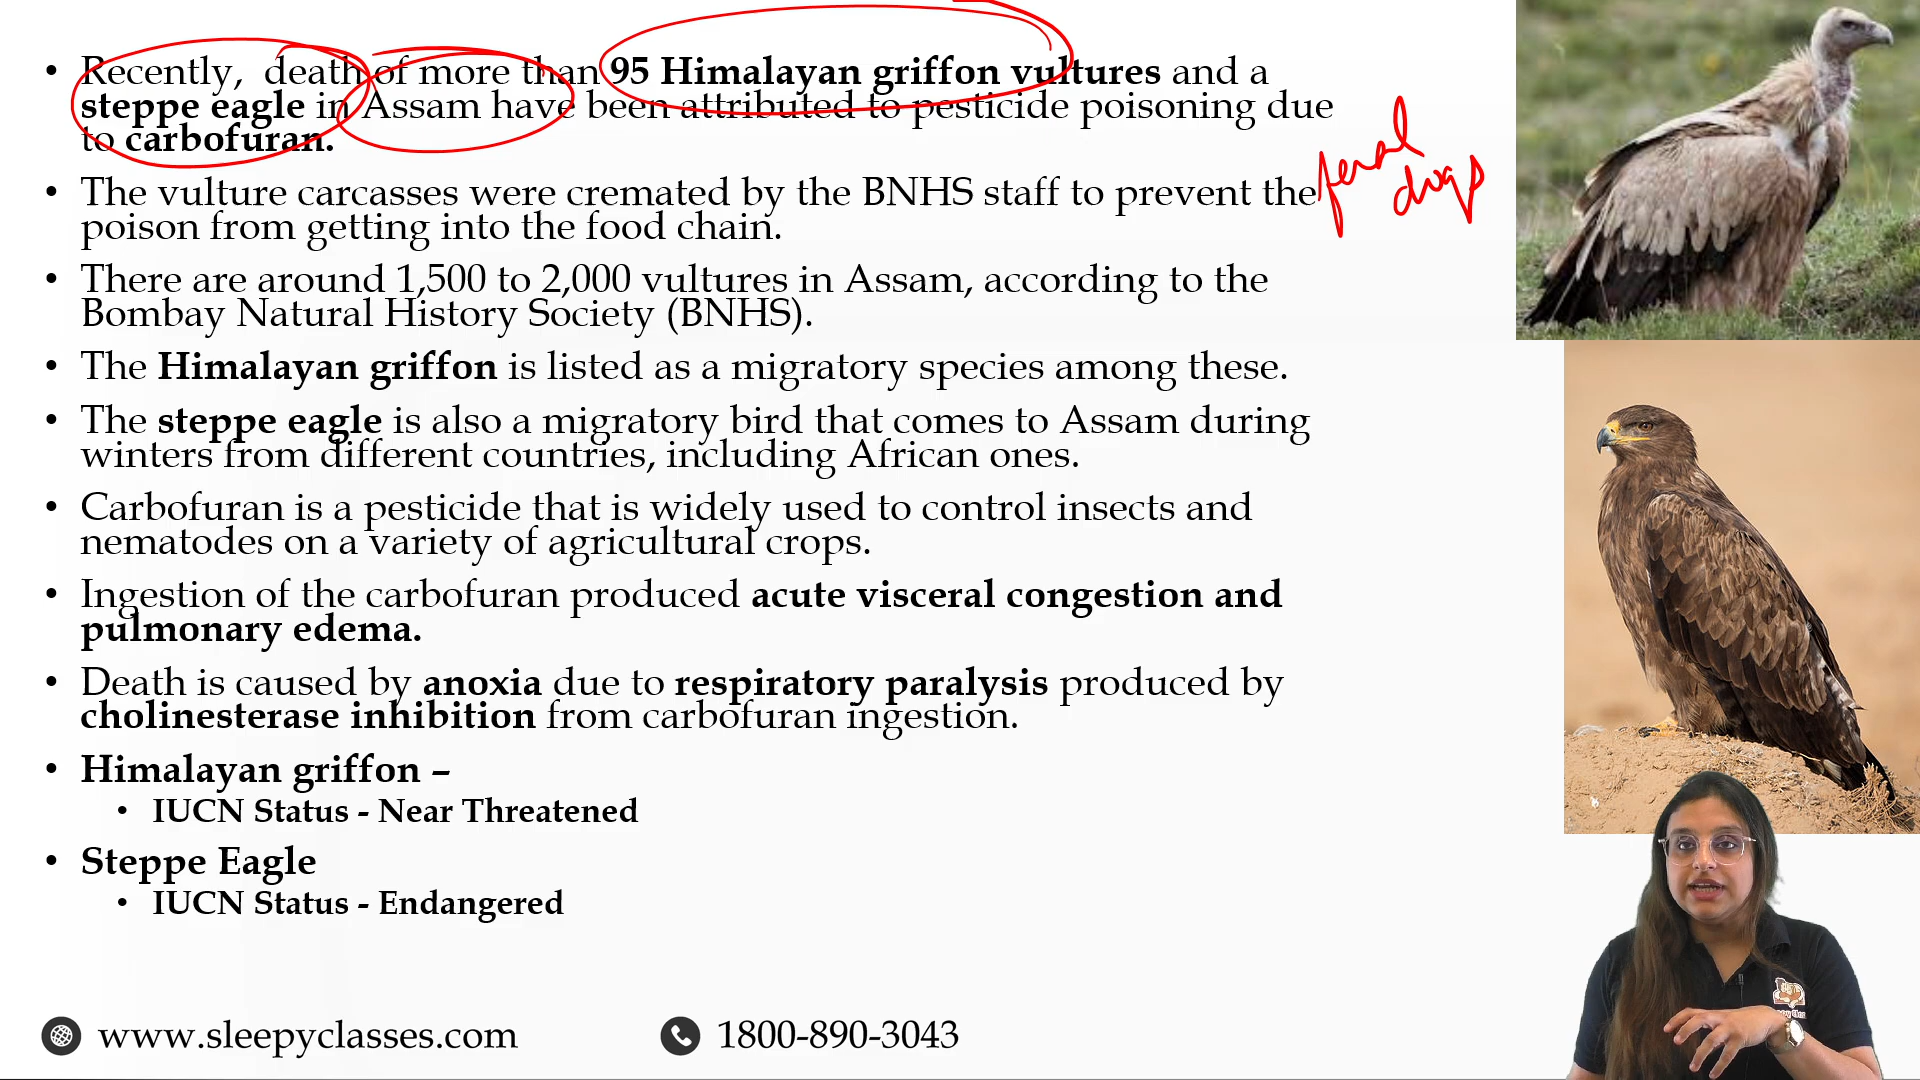 • Recently, death of more than 95 Himalayan griffon vultures and a
steppe eagle in Assam have been attributed to pesticide poisoning due
to carbofuran.
feral
dogs
• The vulture carcasses were cremated by the BNHS staff to prevent the
poison from getting into the food chain.
• There are around 1,500 to 2,000 vultures in Assam, according to the
Bombay Natural History Society (BNHS).
• The Himalayan griffon is listed as a migratory species among these.
• The steppe eagle is also a migratory bird that comes to Assam during
winters from different countries, including African ones.
• Carbofuran is a pesticide that is widely used to control insects and
nematodes on a variety of agricultural crops.
• Ingestion of the carbofuran produced acute visceral congestion and
pulmonary edema.
• Death is caused by anoxia due to respiratory paralysis produced by
cholinesterase inhibition from carbofuran ingestion.
• Himalayan griffon –
• IUCN Status - Near Threatened
• Steppe Eagle
• IUCN Status - Endangered
www.sleepyclasses.com
1800-890-3043